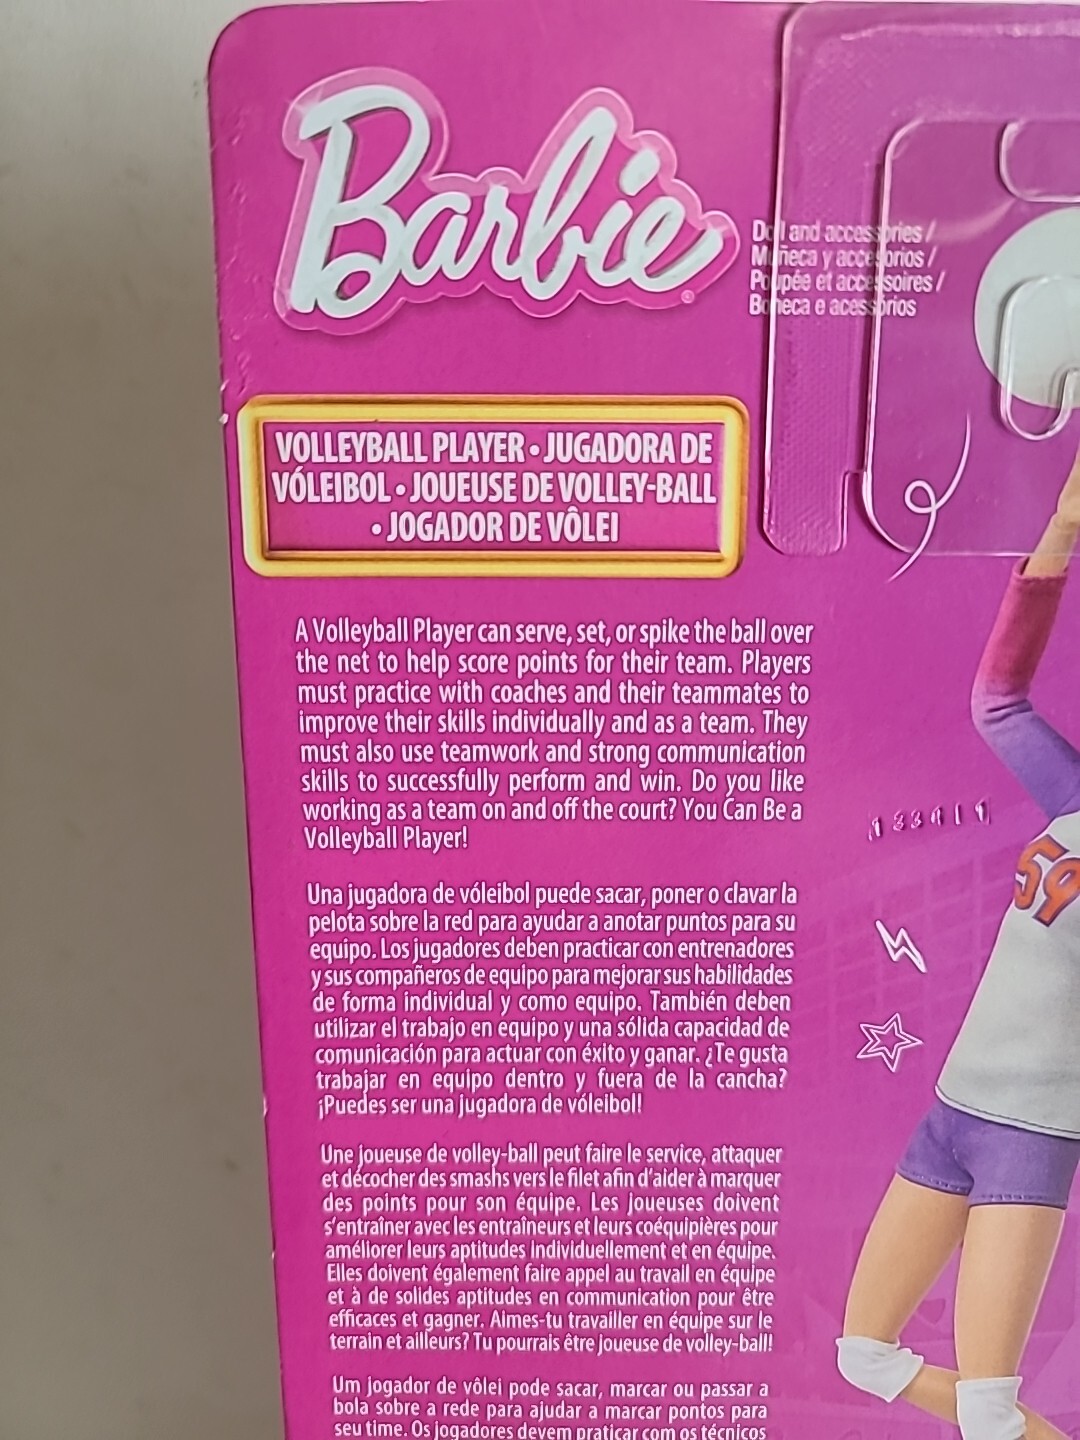 Barbie
Doll and accessories /
Muñeca y accesorios /
Poupée et accessoires /
Boneca e acessórios
VOLLEYBALL PLAYER • JUGADORA DE
VÓLEIBOL • JOUEUSE DE VOLLEY-BALL
• JOGADOR DE VÔLEI
A Volleyball Player can serve, set, or spike the ball over
the net to help score points for their team. Players
must practice with coaches and their teammates to
improve their skills individually and as a team. They
must also use teamwork and strong communication
skills to successfully perform and win. Do you like
working as a team on and off the court? You Can Be a
Volleyball Player!
Una jugadora de vóleibol puede sacar, poner o clavar la
pelota sobre la red para ayudar a anotar puntos para su
equipo. Los jugadores deben practicar con entrenadores
y sus compañeros de equipo para mejorar sus habilidades
de forma individual y como equipo. También deben
utilizar el trabajo en equipo y una sólida capacidad de
comunicación para actuar con éxito y ganar. ¿Te gusta
trabajar en equipo dentro y fuera de la cancha?
¡Puedes ser una jugadora de vóleibol!
Une joueuse de volley-ball peut faire le service, attaquer
et décocher des smashs vers le filet afin d'aider à marquer
des points pour son équipe. Les joueuses doivent
s'entraîner avec les entraîneurs et leurs coéquipières pour
améliorer leurs aptitudes individuellement et en équipe.
Elles doivent également faire appel au travail en équipe
et à de solides aptitudes en communication pour être
efficaces et gagner. Aimes-tu travailler en équipe sur le
terrain et ailleurs? Tu pourrais être joueuse de volley-ball!
Um jogador de vôlei pode sacar, marcar ou passar a
bola sobre a rede para ajudar a marcar pontos para
seu time. Os jogadores devem praticar com os técnicos
59